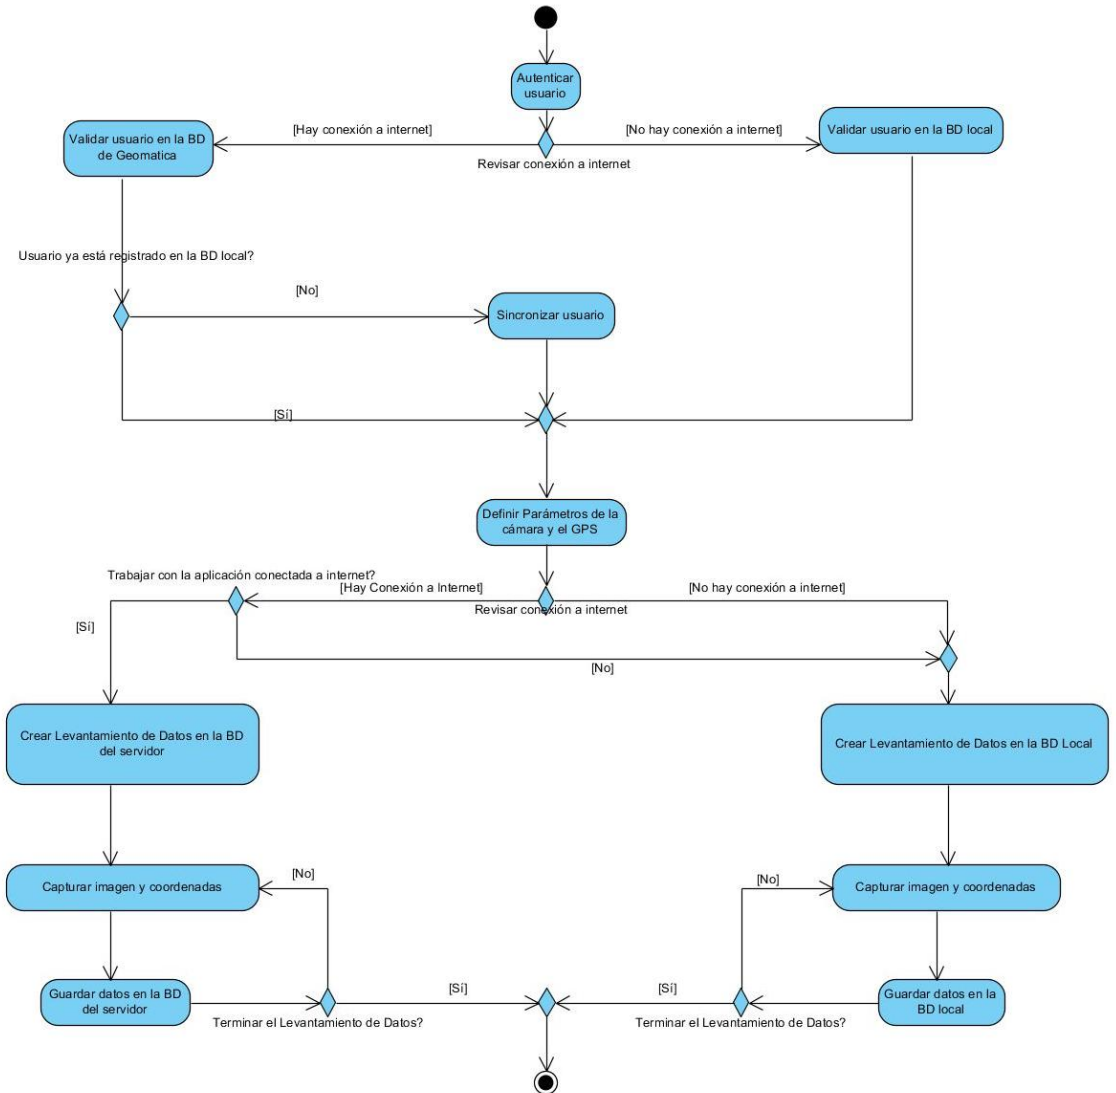 Autenticar
usuario
[Hay conexión a internet]
[No hay conexión a internet]
Validar usuario en la BD
de Geomatica
Validar usuario en la BD local
Revisar conexión a internet
Usuario ya está registrado en la BD local?
[No]
Sincronizar usuario
[Sí]
Definir Parámetros de la
cámara y el GPS
Trabajar con la aplicación conectada a internet?
[Hay Conexión a Internet]
[No hay conexión a internet]
Revisar conexión a internet
[Sí]
[No]
Crear Levantamiento de Datos en la BD
del servidor
Crear Levantamiento de Datos en la BD Local
[No]
[No]
Capturar imagen y coordenadas
Capturar imagen y coordenadas
[Sí]
[Sí]
Guardar datos en la BD
del servidor
Guardar datos en la
BD local
Terminar el Levantamiento de Datos?
Terminar el Levantamiento de Datos?